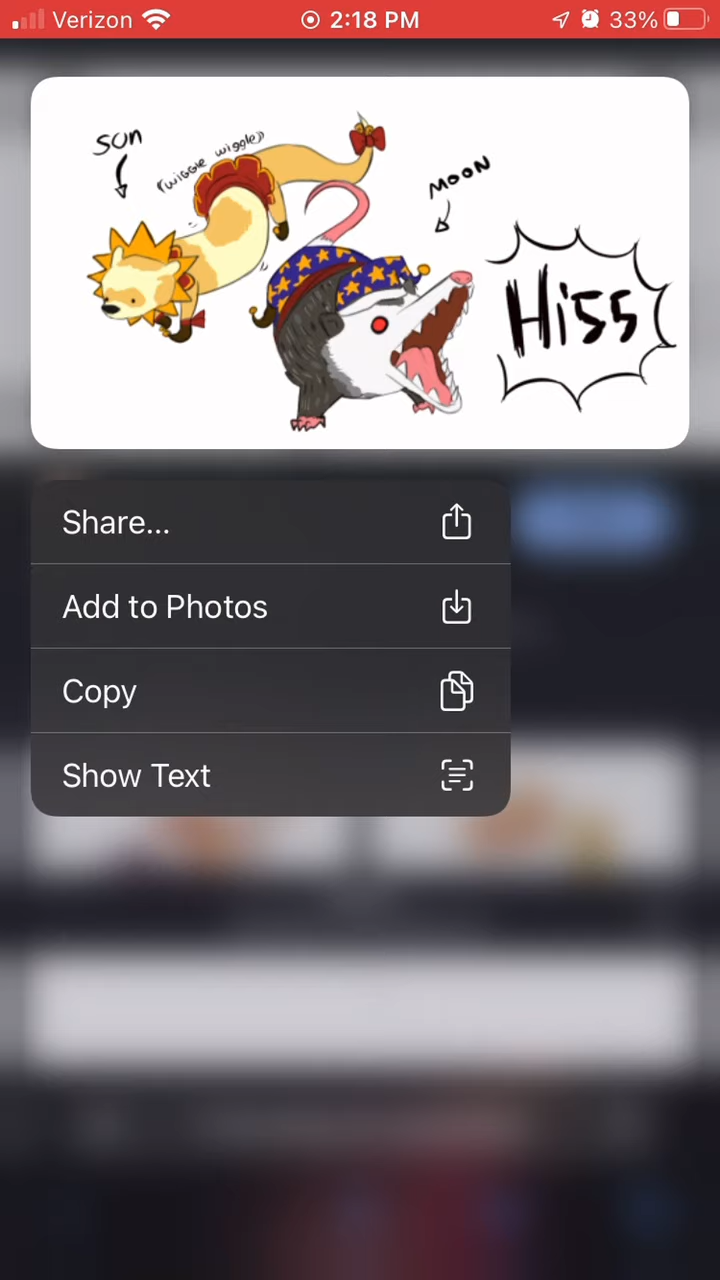 Verizon 2:18 PM 33%
SUN
(wiggle wiggle)
MOON
Hiss
Share...
Add to Photos
Copy
Show Text